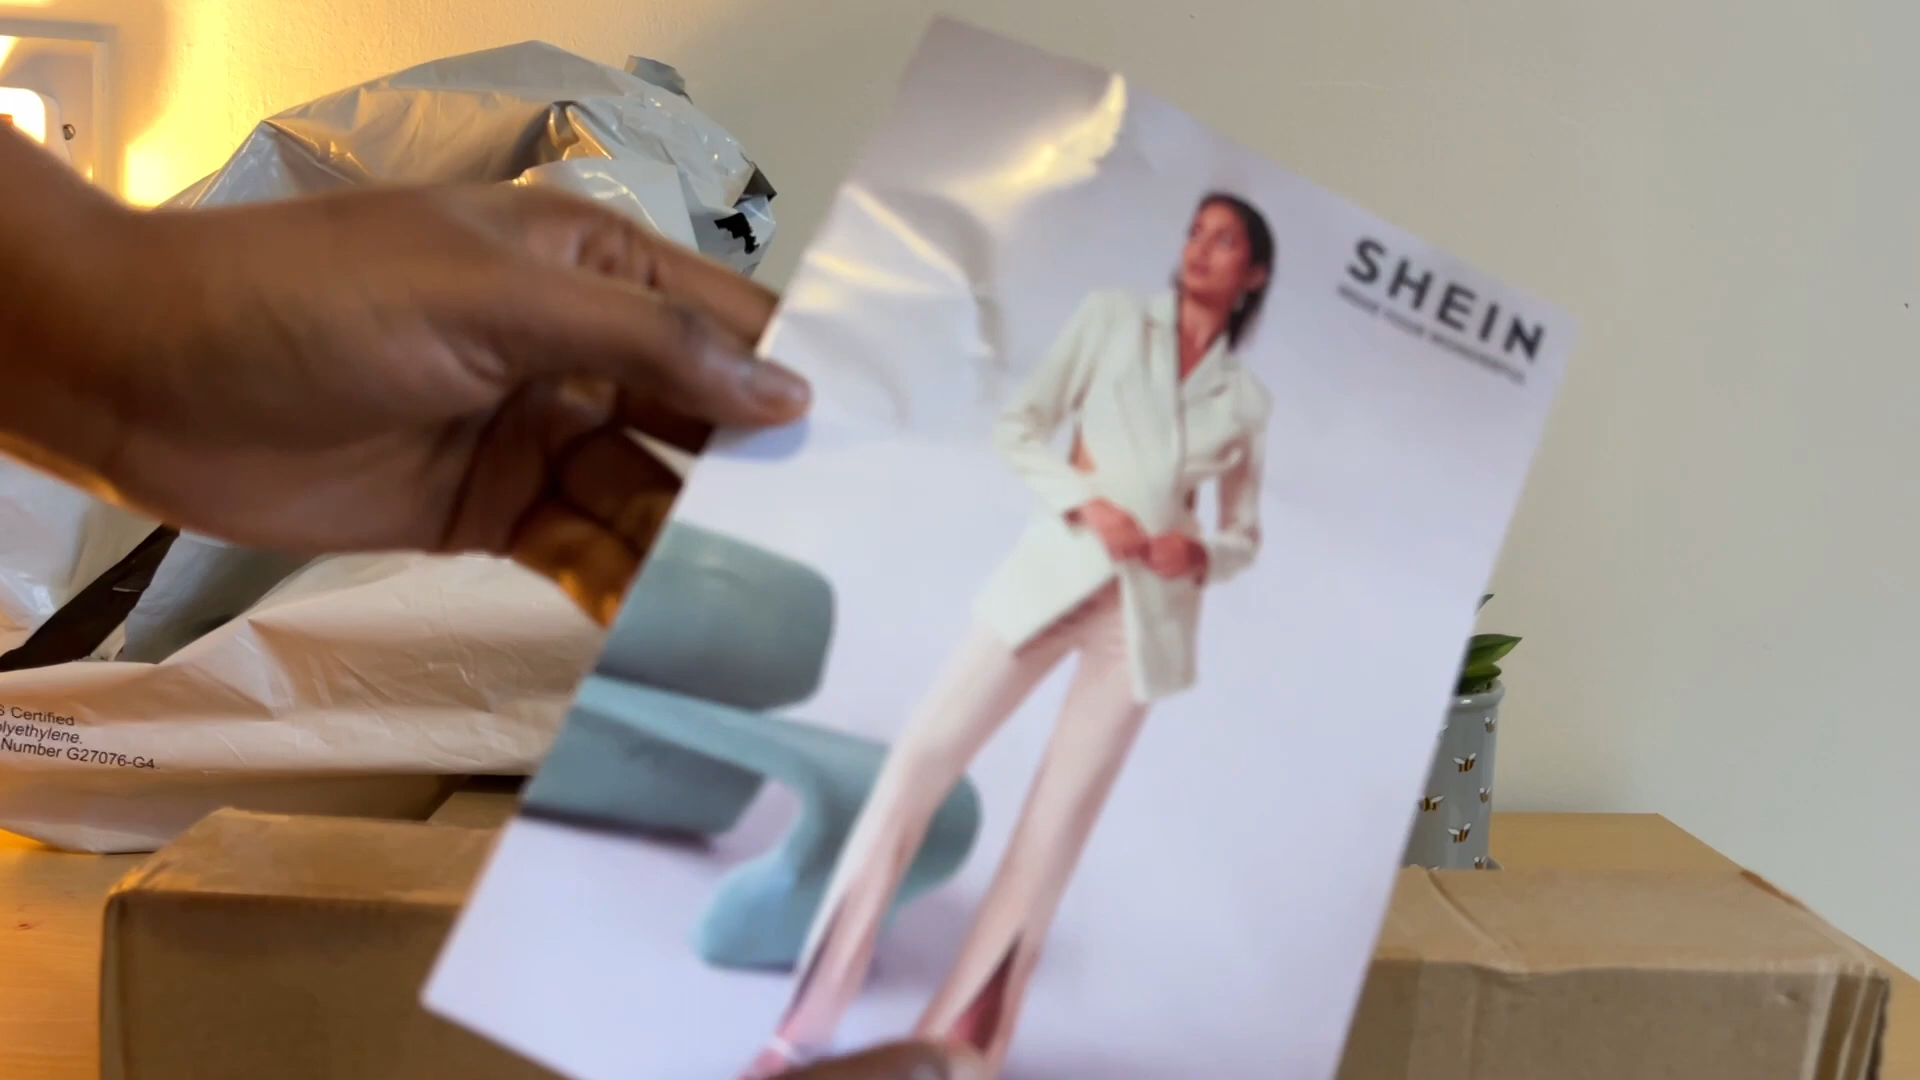 SHEIN
S Certified
olyethylene.
Number G27076-G4.